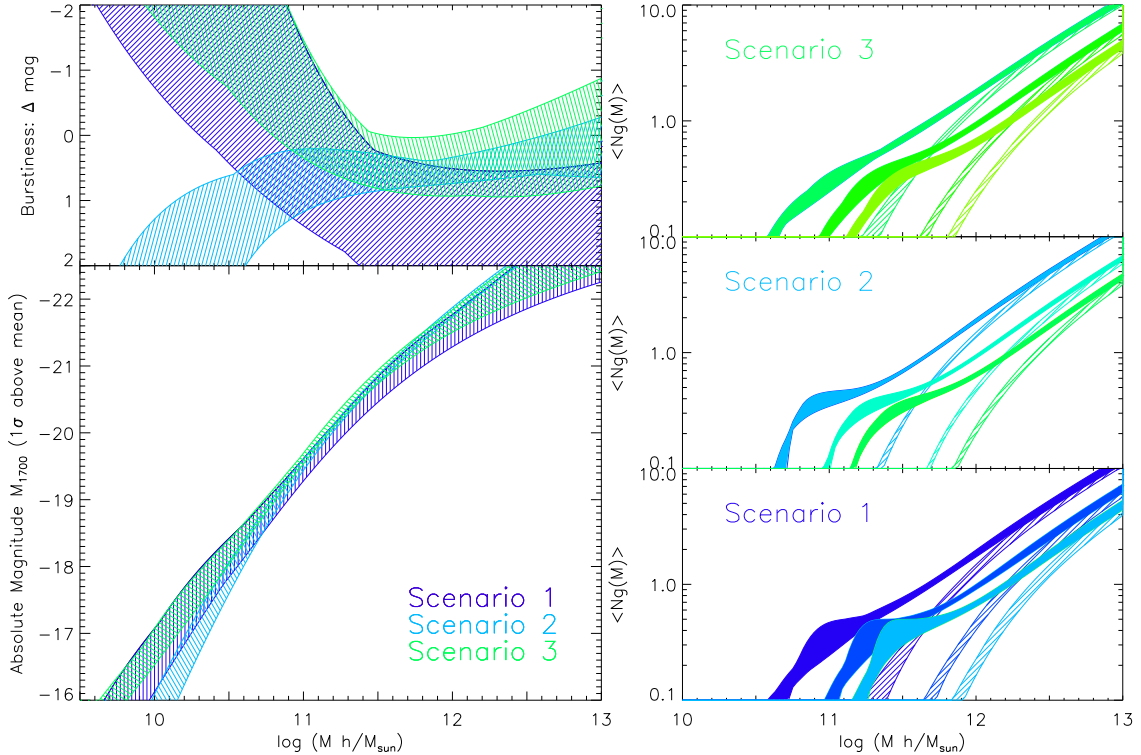 -2
-1
0
1
2
Burstiness: Δ mag
-22
-21
-20
-19
-18
-17
-16
Absolute Magnitude M1700 (1σ above mean)
Scenario 1
Scenario 2
Scenario 3
10
11
12
13
log (M h/Msun)
10.0
1.0
0.1
<Ng(M)>
Scenario 3
10.0
1.0
0.1
<Ng(M)>
Scenario 2
10.0
1.0
0.1
<Ng(M)>
Scenario 1
10
11
12
13
log (M h/Msun)